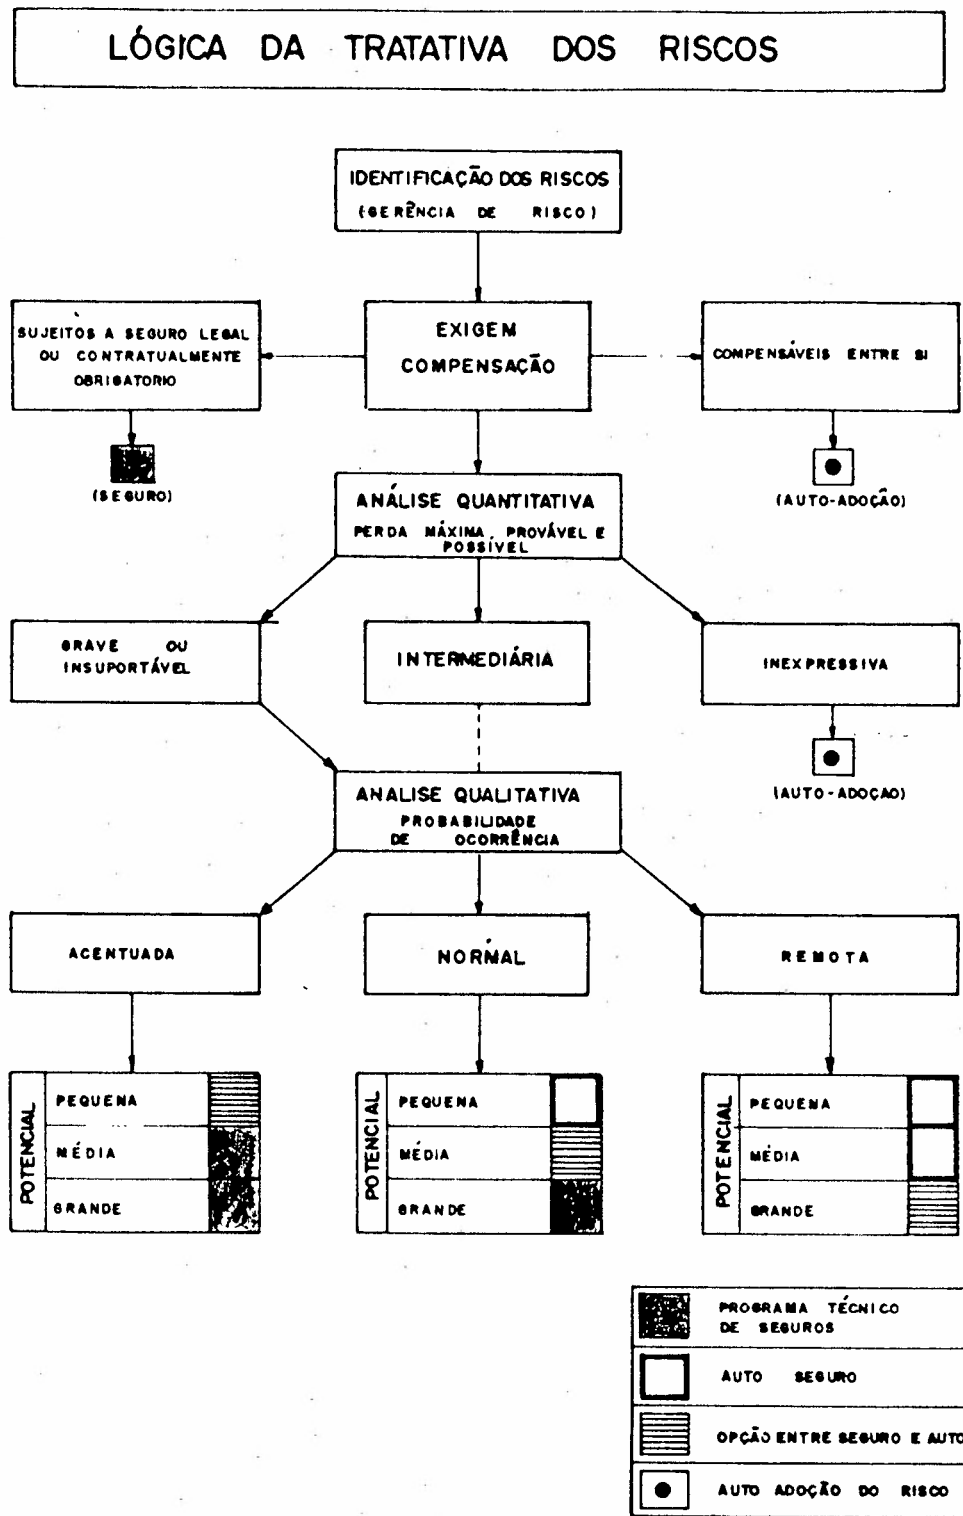 LÓGICA DA TRATATIVA DOS RISCOS
IDENTIFICAÇÃO DOS RISCOS
(GERÊNCIA DE RISCO)
SUJEITOS A SEGURO LEGAL
OU CONTRATUALMENTE
OBRIGATORIO
EXIGEM
COMPENSAÇÃO
COMPENSÁVEIS ENTRE SI
(SEGURO)
(AUTO-ADOÇÃO)
ANÁLISE QUANTITATIVA
PERDA MÁXIMA, PROVÁVEL E
POSSÍVEL
GRAVE OU
INSUPORTÁVEL
INTERMEDIÁRIA
INEXPRESSIVA
(AUTO-ADOÇAO)
ANALISE QUALITATIVA
PROBABILIDADE
DE OCORRÊNCIA
ACENTUADA
NORMAL
REMOTA
POTENCIAL
PEQUENA
MÉDIA
GRANDE
POTENCIAL
PEQUENA
MÉDIA
GRANDE
POTENCIAL
PEQUENA
MÉDIA
GRANDE
PROGRAMA TÉCNICO
DE SEGUROS
AUTO SEGURO
OPÇÃO ENTRE SEGURO E AUTO
AUTO ADOÇÃO DO RISCO